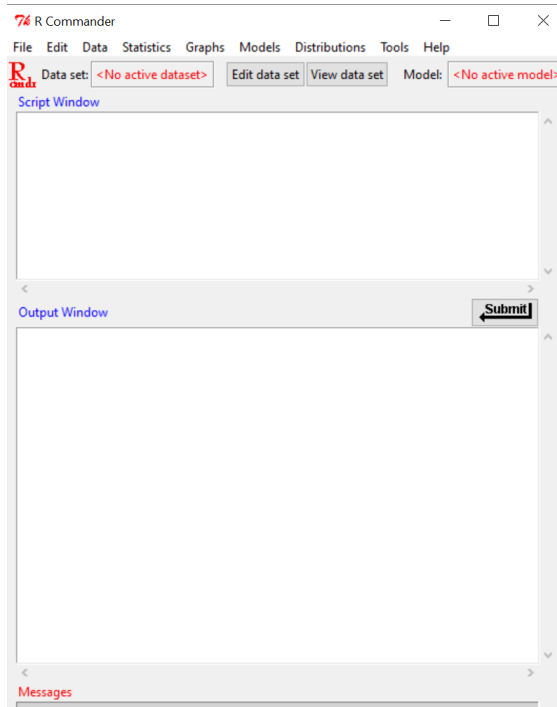 R Commander
File Edit Data Statistics Graphs Models Distributions Tools Help
R cmdr Data set: <No active dataset> Edit data set View data set Model: <No active model>
Script Window
Output Window Submit
Messages